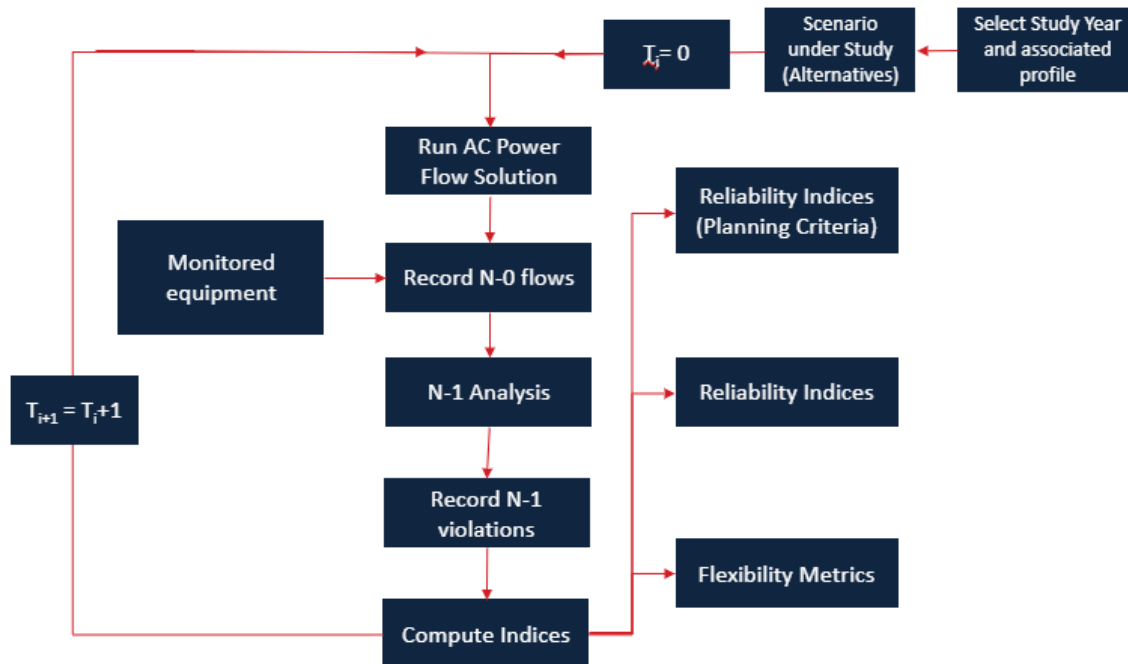 Scenario
under Study
(Alternatives)
Select Study Year
and associated
profile
Tᵢ= 0
Run AC Power
Flow Solution
Reliability Indices
(Planning Criteria)
Monitored
equipment
Record N-0 flows
N-1 Analysis
Reliability Indices
Tᵢ₊₁ = Tᵢ+1
Record N-1
violations
Flexibility Metrics
Compute Indices